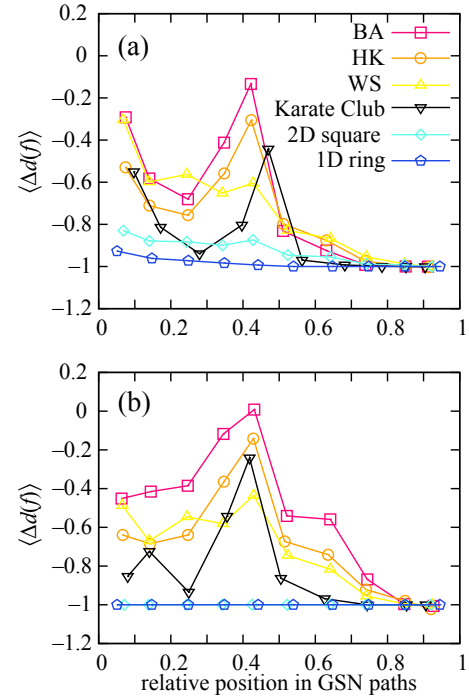 0.2
0
−0.2
−0.4
−0.6
−0.8
−1
−1.2
⟨Δd(f)⟩
(a)
BA
HK
WS
Karate Club
2D square
1D ring
0 0.2 0.4 0.6 0.8 1
0.2
0
−0.2
−0.4
−0.6
−0.8
−1
−1.2
⟨Δd(f)⟩
(b)
0 0.2 0.4 0.6 0.8 1
relative position in GSN paths